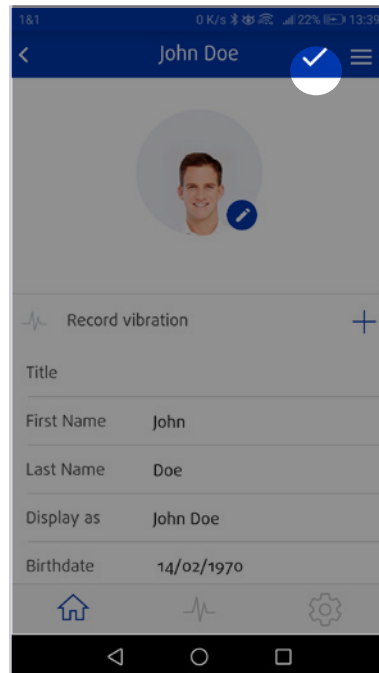 1&1 0 K/s 22% 13:39
John Doe
Record vibration
Title
First Name John
Last Name Doe
Display as John Doe
Birthdate 14/02/1970